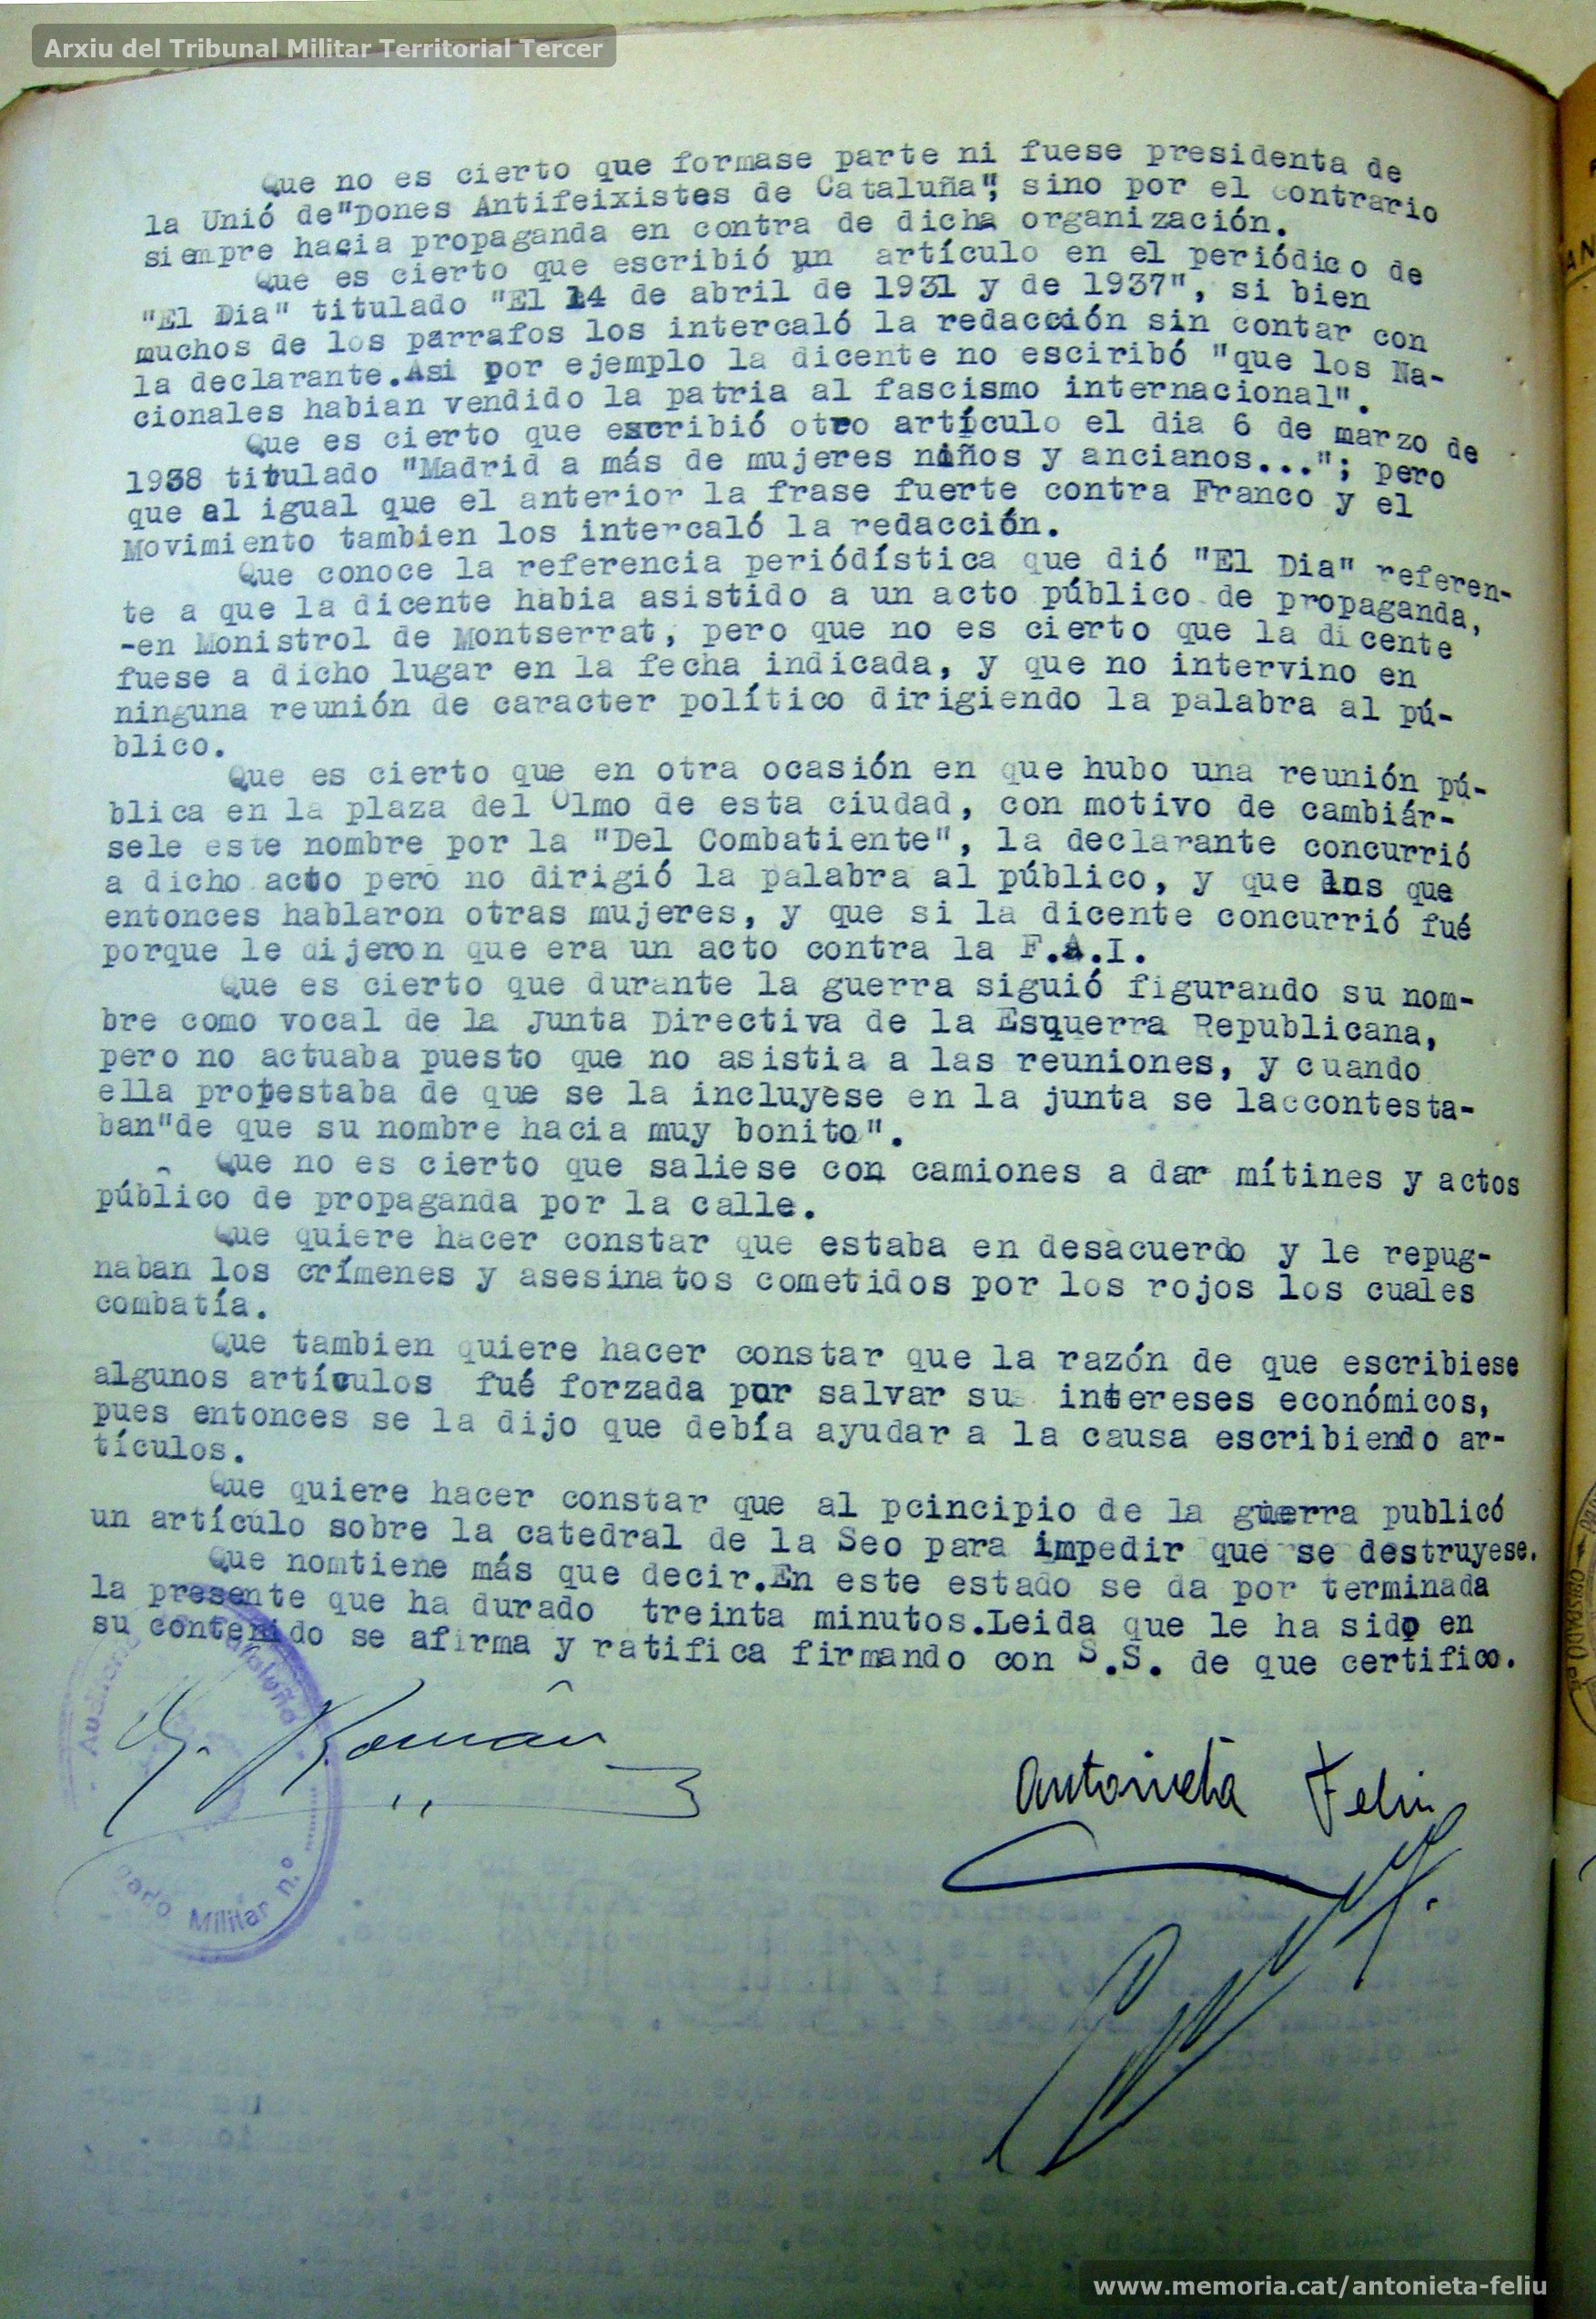 Arxiu del Tribunal Militar Territorial Tercer
Que no es cierto que formase parte ni fuese presidenta de
la Unió de"Dones Antifeixistes de Cataluña", sino por el contrario
siempre hacia propaganda en contra de dicha organización.
Que es cierto que escribió un artículo en el periódico de
"El Dia" titulado "El 14 de abril de 1931 y de 1937", si bien
muchos de los parrafos los intercaló la redacción sin contar con
la declarante.Asi por ejemplo la dicente no esciribó "que los Na-
cionales habian vendido la patria al fascismo internacional".
Que es cierto que escribió otro artículo el dia 6 de marzo de
1938 titulado "Madrid a más de mujeres niños y ancianos..."; pero
que al igual que el anterior la frase fuerte contra Franco y el
Movimiento tambien los intercaló la redacción.
Que conoce la referencia periódística que dió "El Dia" referen-
te a que la dicente habia asistido a un acto público de propaganda,
-en Monistrol de Montserrat, pero que no es cierto que la dicente
fuese a dicho lugar en la fecha indicada, y que no intervino en
ninguna reunión de caracter político dirigiendo la palabra al pú-
blico.
Que es cierto que en otra ocasión en que hubo una reunión pú-
blica en la plaza del Olmo de esta ciudad, con motivo de cambiár-
sele este nombre por la "Del Combatiente", la declarante concurrió
a dicho acto pero no dirigió la palabra al público, y que los que
entonces hablaron otras mujeres, y que si la dicente concurrió fué
porque le dijeron que era un acto contra la F.A.I.
Que es cierto que durante la guerra siguió figurando su nom-
bre como vocal de la Junta Directiva de la Esquerra Republicana,
pero no actuaba puesto que no asistia a las reuniones, y cuando
ella protestaba de que se la incluyese en la junta se laccontesta-
ban"de que su nombre hacia muy bonito".
Que no es cierto que saliese con camiones a dar mítines y actos
público de propaganda por la calle.
Que quiere hacer constar que estaba en desacuerdo y le repug-
naban los crímenes y asesinatos cometidos por los rojos los cuales
combatía.
Que tambien quiere hacer constar que la razón de que escribiese
algunos artículos fué forzada por salvar sus intereses económicos,
pues entonces se la dijo que debía ayudar a la causa escribiendo ar-
tículos.
Que quiere hacer constar que al pcincipio de la guerra publicó
un artículo sobre la catedral de la Seo para impedir que se destruyese.
Que nomtiene más que decir.En este estado se da por terminada
la presente que ha durado treinta minutos.Leida que le ha sido en
su contenido se afirma y ratifica firmando con S.S. de que certifico.
Román
Antonieta Feliu
Militar n.º
www.memoria.cat/antonieta-feliu